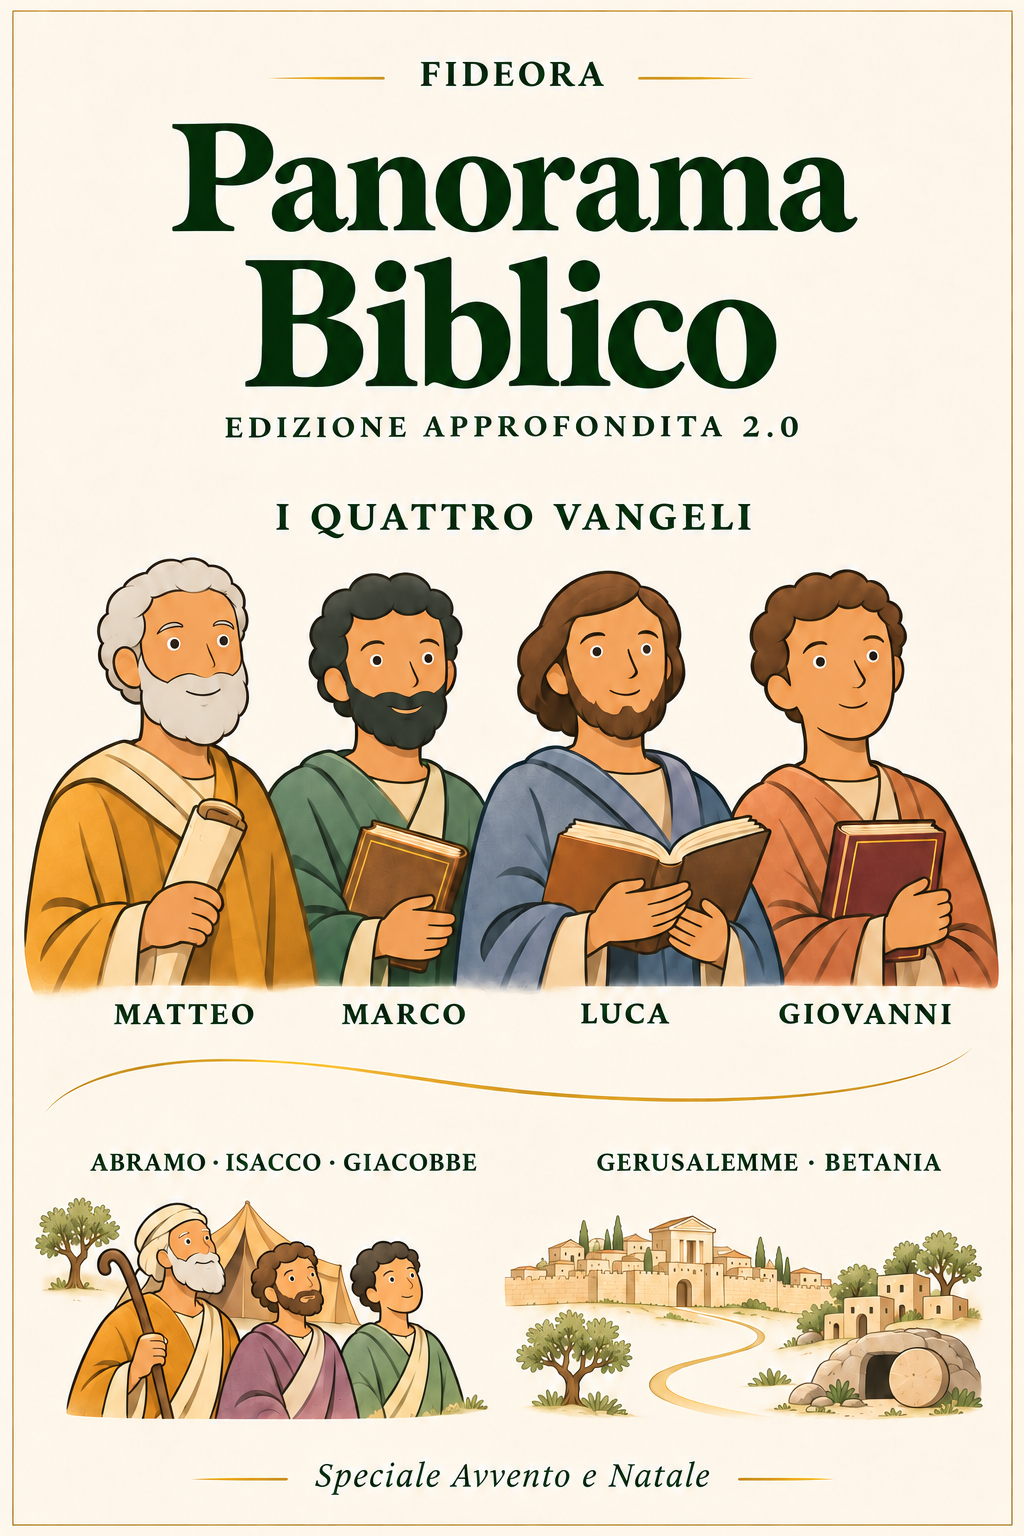 FIDEORA
Panorama
Biblico
EDIZIONE APPROFONDITA 2.0
I QUATTRO VANGELI
MATTEO
MARCO
LUCA
GIOVANNI
ABRAMO · ISACCO · GIACOBBE
GERUSALEMME · BETANIA
Speciale Avvento e Natale